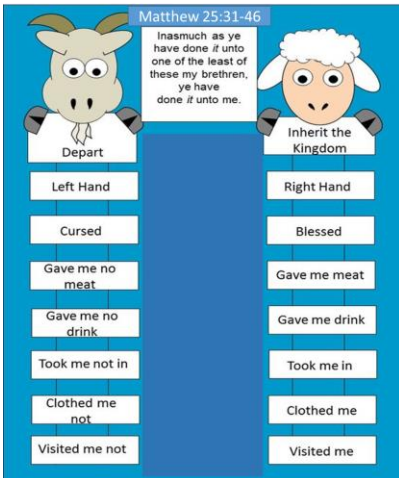 Matthew 25:31-46
Inasmuch as ye
have done it unto
one of the least of
these my brethren,
ye have
done it unto me.
Depart
Left Hand
Cursed
Gave me no
meat
Gave me no
drink
Took me not in
Clothed me
not
Visited me not
Inherit the
Kingdom
Right Hand
Blessed
Gave me meat
Gave me drink
Took me in
Clothed me
Visited me